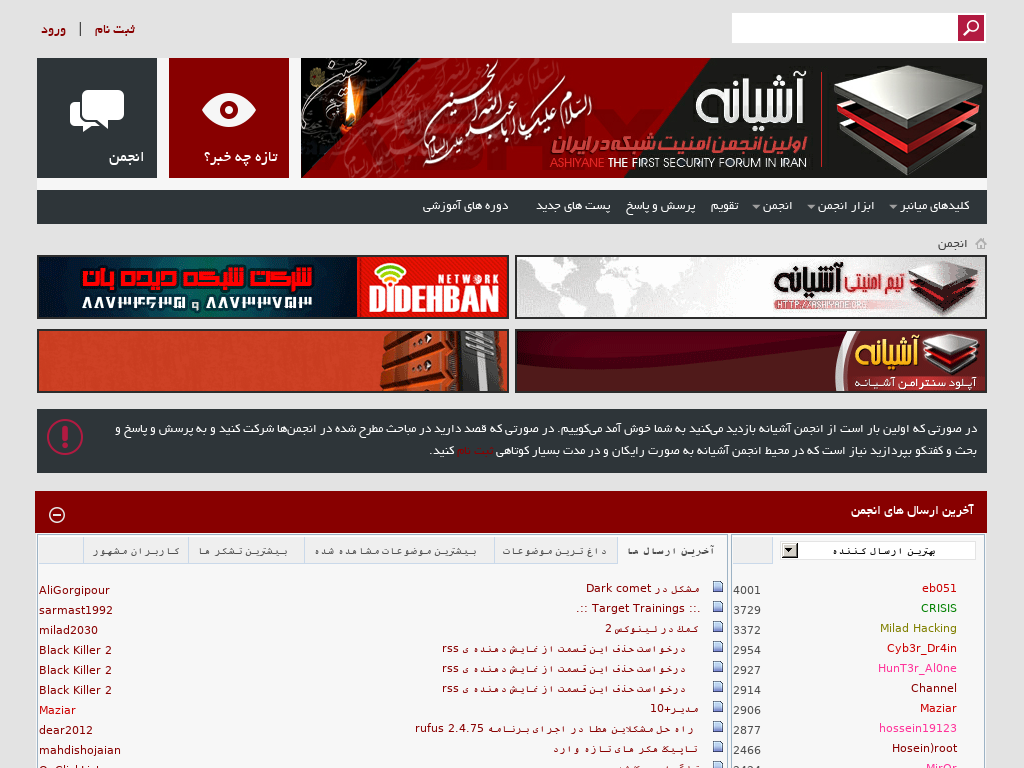 ثبت نام | ورود
انجمن
تازه چه خبر؟
السلام علیک یا اباعبدالله الحسین
آشیانه
اولین انجمن امنیت شبکه در ایران
ASHIYANE THE FIRST SECURITY FORUM IN IRAN
کلیدهای میانبر
ابزار انجمن
انجمن
تقویم
پرسش و پاسخ
پست های جدید
دوره های آموزشی
انجمن
تیم امنیتی آشیانه
HTTP://ASHIYANE.ORG
شرکت شبکه دیده بان
NETWORK
DIDEHBAN
آشیانه
آپلود سنتر امن آشیانه
در صورتی که اولین بار است از انجمن آشیانه بازدید می‌کنید به شما خوش آمد می‌گوییم. در صورتی که قصد دارید در مباحث مطرح شده در انجمن‌ها شرکت کنید و به پرسش و پاسخ و
بحث و گفتگو بپردازید نیاز است که در محیط انجمن آشیانه به صورت رایگان و در مدت بسیار کوتاهی ثبت نام کنید.
آخرین ارسال های انجمن
بهترین ارسال کننده
eb051 4001
CRISIS 3729
Milad Hacking 3372
Cyb3r_Dr4in 2954
HunT3r_Al0ne 2927
Channel 2914
Maziar 2906
hossein19123 2877
Hosein)root 2466
آخرین ارسال ها
داغ ترین موضوعات
بیشترین موضوعات مشاهده شده
بیشترین تشکر ها
کاربران مشهور
مشکل در Dark comet AliGorgipour
.:: Target Trainings ::. sarmast1992
کمک در لینوکس 2 milad2030
درخواست حذف این قسمت از نمایش دهنده ی rss Black Killer 2
درخواست حذف این قسمت از نمایش دهنده ی rss Black Killer 2
درخواست حذف این قسمت از نمایش دهنده ی rss Black Killer 2
مدیر+10 Maziar
راه حل مشکلاین خطا در اجرای برنامه rufus 2.4.75 dear2012
تاپیک هکر های تازه وارد mahdishojaian